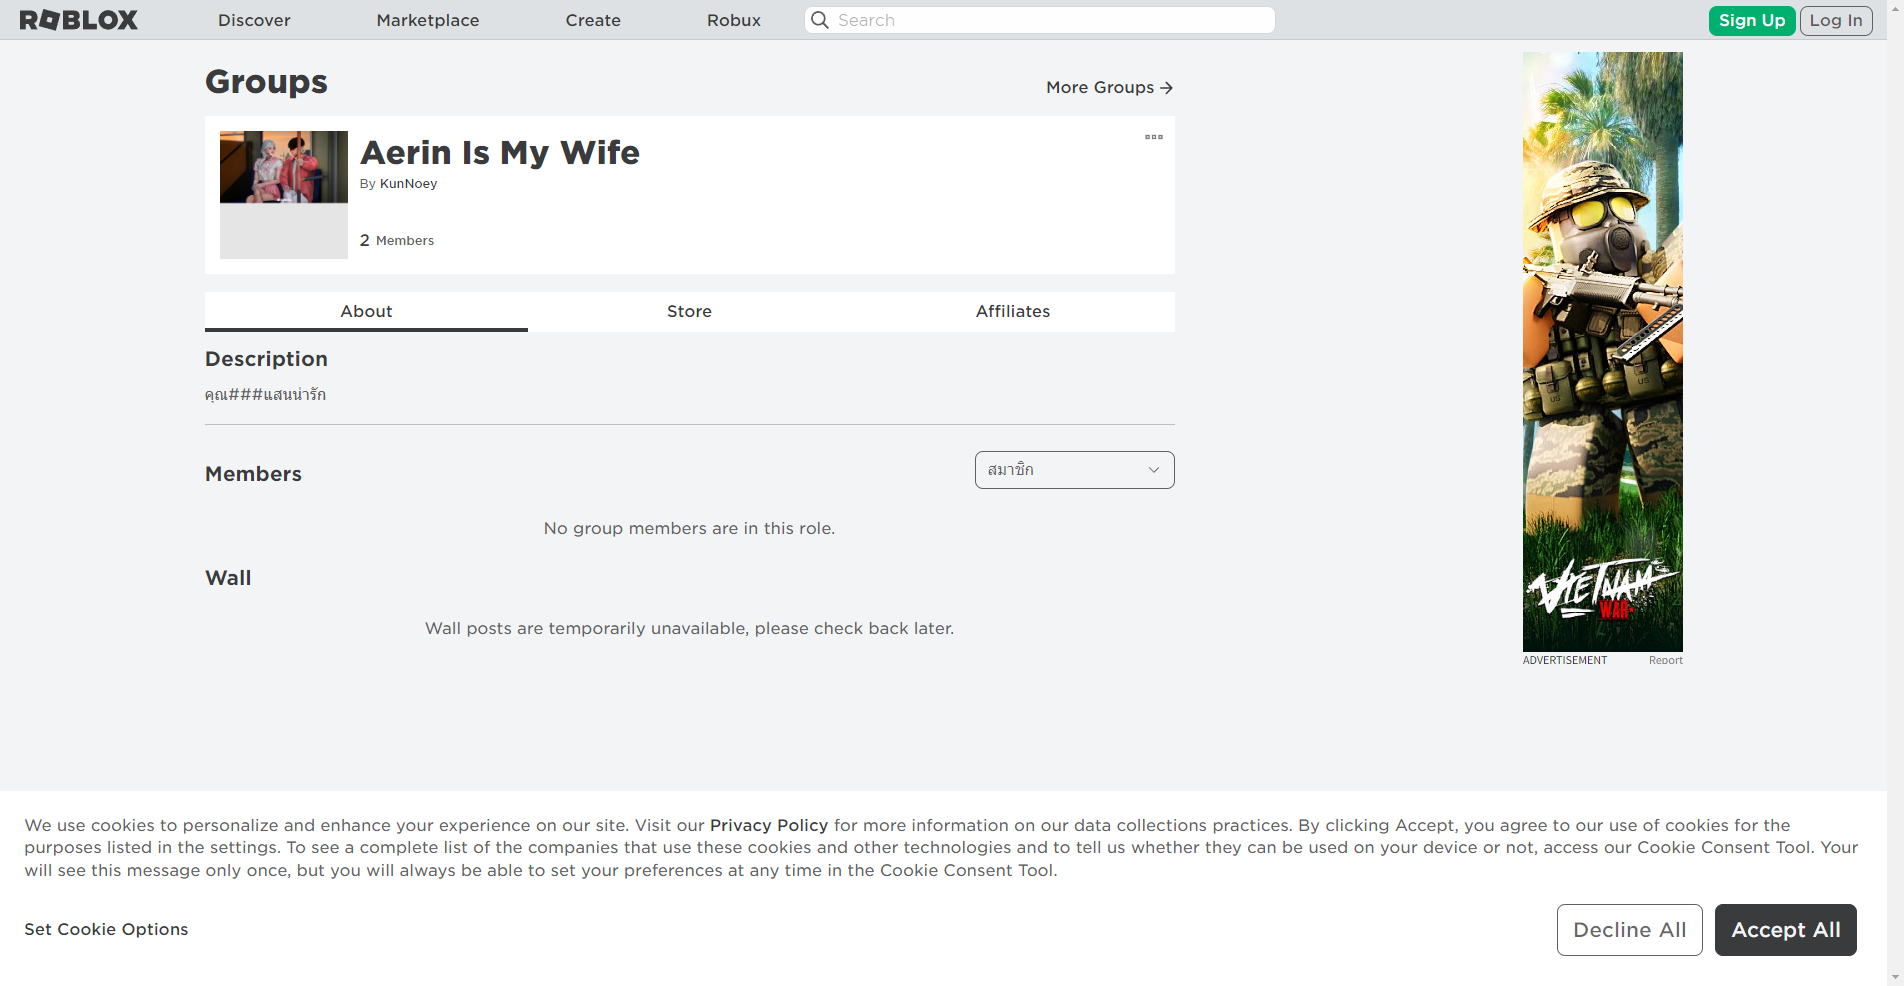 ROBLOX
Discover
Marketplace
Create
Robux
Search
Sign Up
Log In
Groups
More Groups
Aerin Is My Wife
By KunNoey
2 Members
About
Store
Affiliates
Description
คุณ###แสนน่ารัก
Members
สมาชิก
No group members are in this role.
Wall
Wall posts are temporarily unavailable, please check back later.
US
US
VIETNAM
WAR
ADVERTISEMENT
Report
We use cookies to personalize and enhance your experience on our site. Visit our Privacy Policy for more information on our data collections practices. By clicking Accept, you agree to our use of cookies for the
purposes listed in the settings. To see a complete list of the companies that use these cookies and other technologies and to tell us whether they can be used on your device or not, access our Cookie Consent Tool. Your
will see this message only once, but you will always be able to set your preferences at any time in the Cookie Consent Tool.
Set Cookie Options
Decline All
Accept All